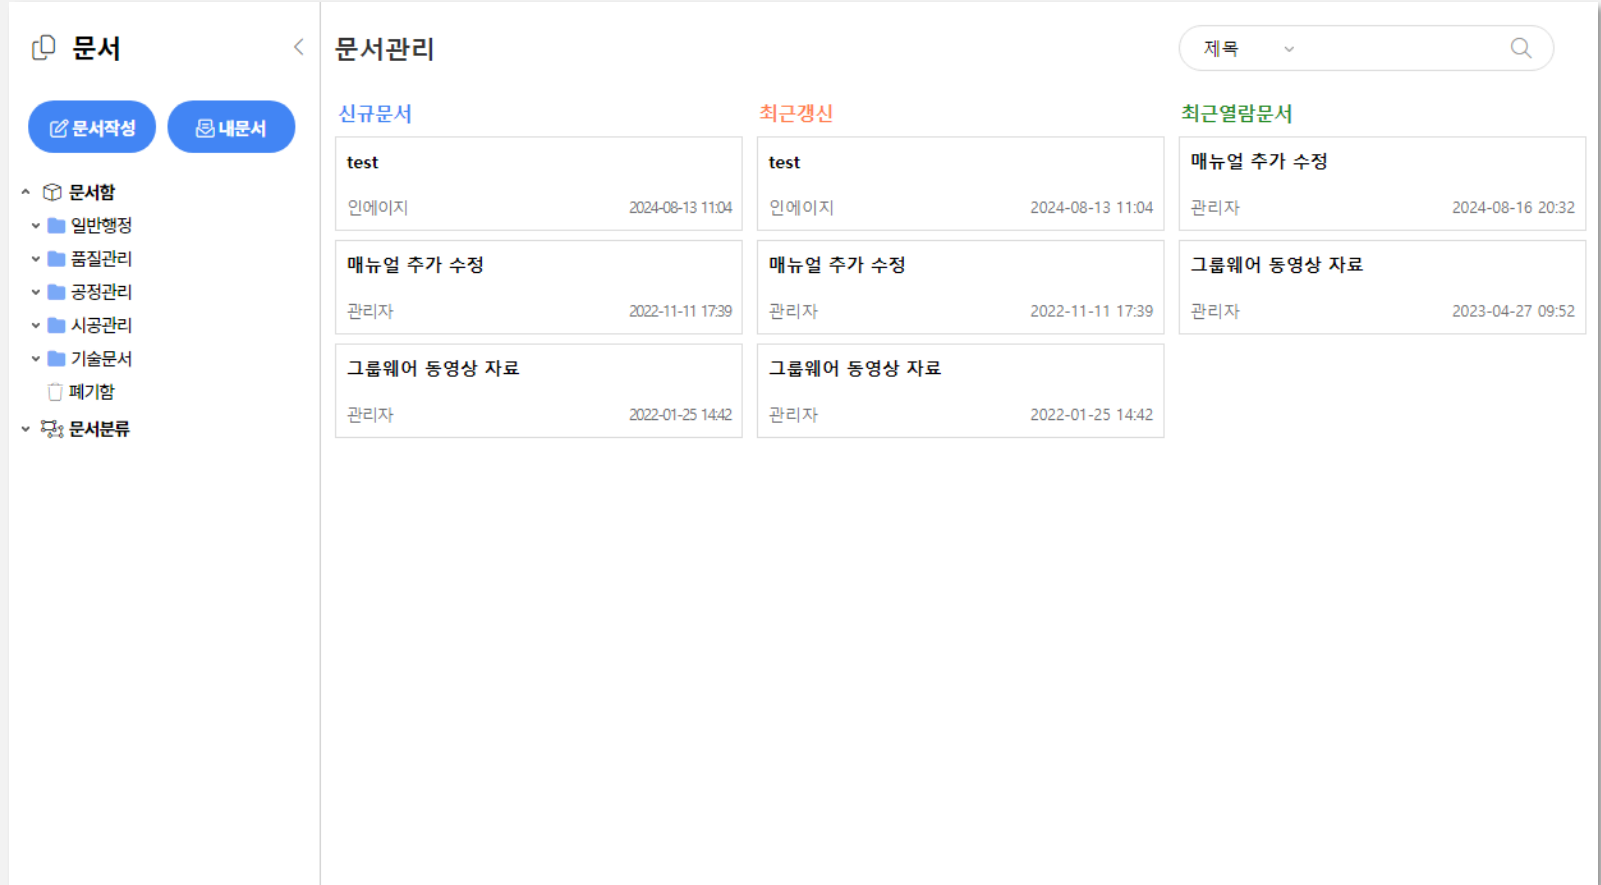 문서
문서작성
내문서
문서함
일반행정
품질관리
공정관리
시공관리
기술문서
폐기함
문서분류
문서관리
제목
신규문서
test
인에이지 2024-08-13 11:04
매뉴얼 추가 수정
관리자 2022-11-11 17:39
그룹웨어 동영상 자료
관리자 2022-01-25 14:42
최근갱신
test
인에이지 2024-08-13 11:04
매뉴얼 추가 수정
관리자 2022-11-11 17:39
그룹웨어 동영상 자료
관리자 2022-01-25 14:42
최근열람문서
매뉴얼 추가 수정
관리자 2024-08-16 20:32
그룹웨어 동영상 자료
관리자 2023-04-27 09:52